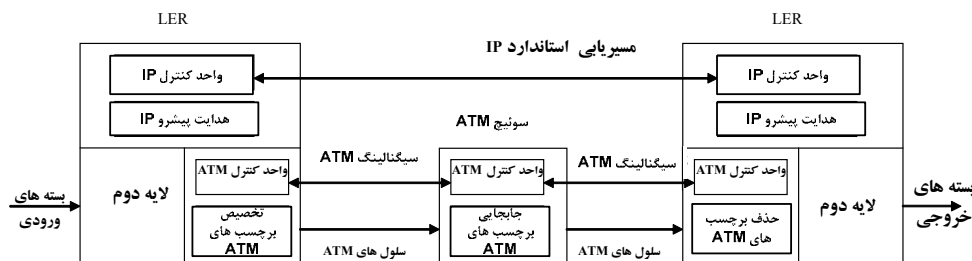 LER
LER
مسیریابی استاندارد IP
واحد کنترل IP
واحد کنترل IP
هدایت پیشرو IP
هدایت پیشرو IP
سوئیچ ATM
سیگنالینگ ATM
سیگنالینگ ATM
واحد کنترل ATM
واحد کنترل ATM
واحد کنترل ATM
بسته های
ورودی
لایه دوم
تخصیص
برچسب های
ATM
سلول های ATM
جابجایی
برچسب های
ATM
سلول های ATM
حذف برچسب
های ATM
لایه دوم
بسته های
خروجی